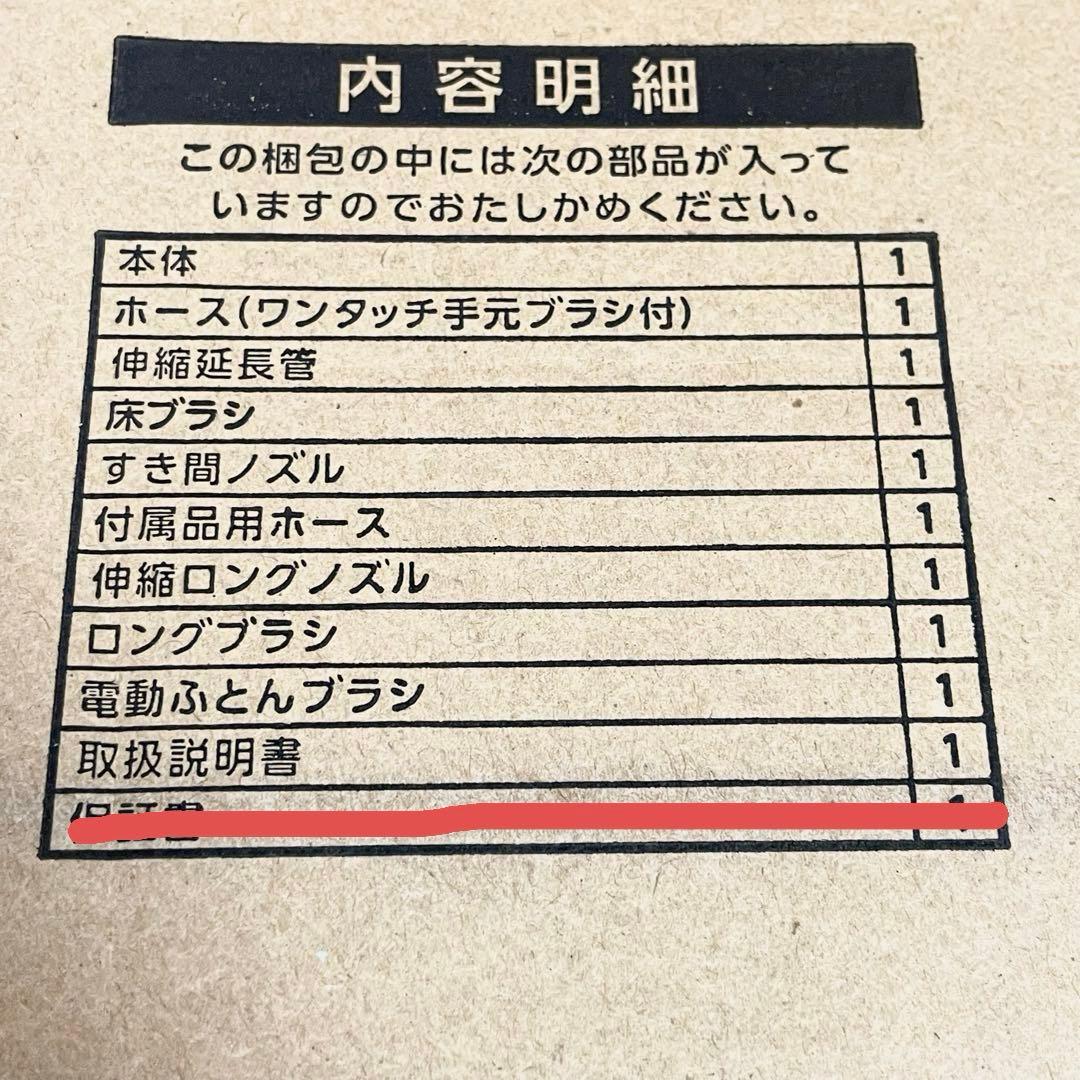 内容明細
この梱包の中には次の部品が入って
いますのでおたしかめください。
本体 1
ホース(ワンタッチ手元ブラシ付) 1
伸縮延長管 1
床ブラシ 1
すき間ノズル 1
付属品用ホース 1
伸縮ロングノズル 1
ロングブラシ 1
電動ふとんブラシ 1
取扱説明書 1
保証書 1